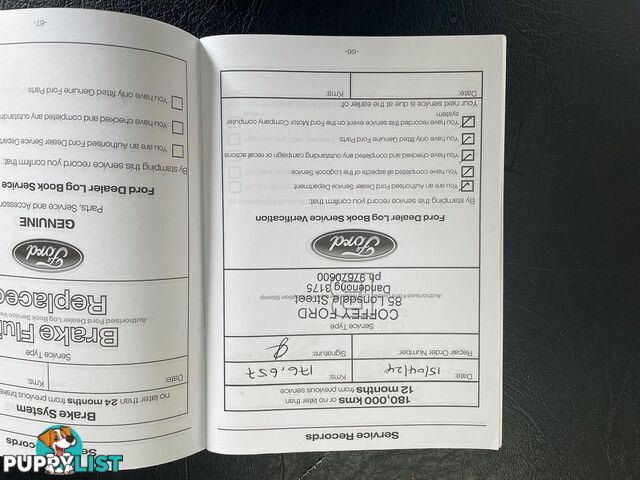 Service Records
180,000 kms or no later than
12 months from previous service
Date: 15/04/24 Kms: 176,657
Repair Order Number: Signature:
Service Type
COFFEY FORD
85 Lonsdale Street
Authorised Ford Dealer Authorisation Stamp
Dandenong 3175
ph 97670600
Ford
Ford Dealer Log Book Service Verification
By stamping this service record you confirm that:
You are an Authorised Ford Dealer Service Department
You have completed all aspects of the Logbook Service
You have checked and completed any outstanding campaign or recall actions
You have only fitted Genuine Ford Parts
You have recorded this service event on the Ford Motor Company computer
system
Your next service is due at the earlier of:
Date: Kms:
-66-
Service Records
Brake System
no later than 24 months from previous brake
Date:
Service Type
Authorised Ford Dealer
Brake Flui
Replaced
Ford
GENUINE
Parts, Service and Accessor
Ford Dealer Log Book Service
By stamping this service record you confirm that:
You are an Authorised Ford Dealer Service Depar
You have checked and completed any outstandin
You have only fitted Genuine Ford Parts
-67-
PUPPYLIST